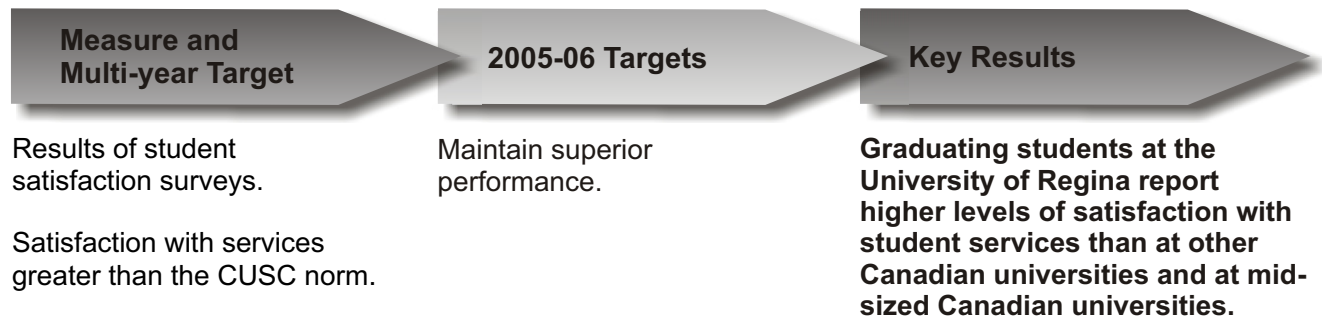 Measure and
Multi-year Target
Results of student
satisfaction surveys.
Satisfaction with services
greater than the CUSC norm.
2005-06 Targets
Maintain superior
performance.
Key Results
Graduating students at the
University of Regina report
higher levels of satisfaction with
student services than at other
Canadian universities and at mid-
sized Canadian universities.